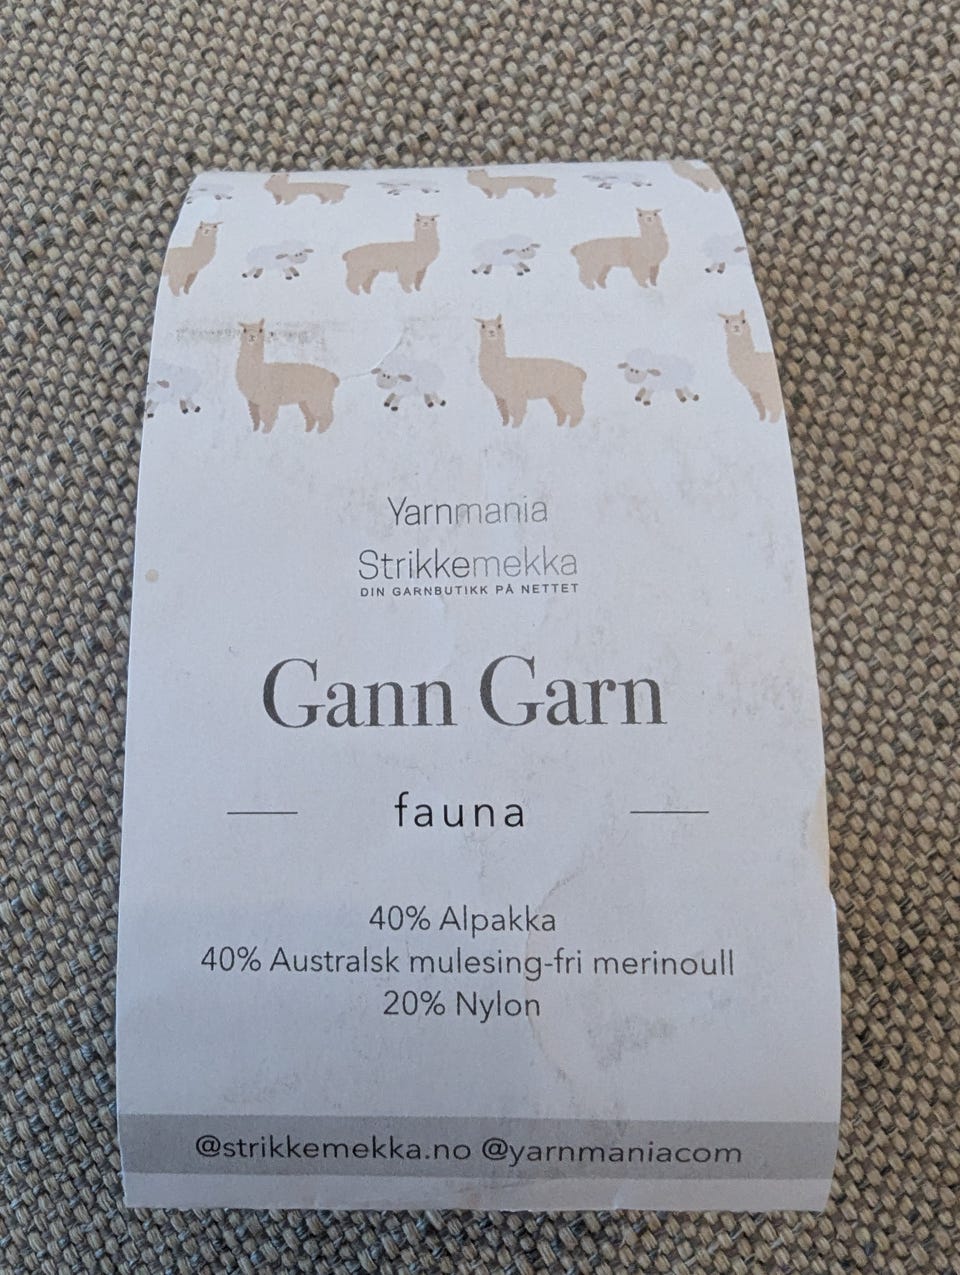 Yarnmania
Strikkemekka
DIN GARNBUTIKK PÅ NETTET
Gann Garn
fauna
40% Alpakka
40% Australsk mulesing-fri merinoull
20% Nylon
@strikkemekka.no @yarnmaniacom